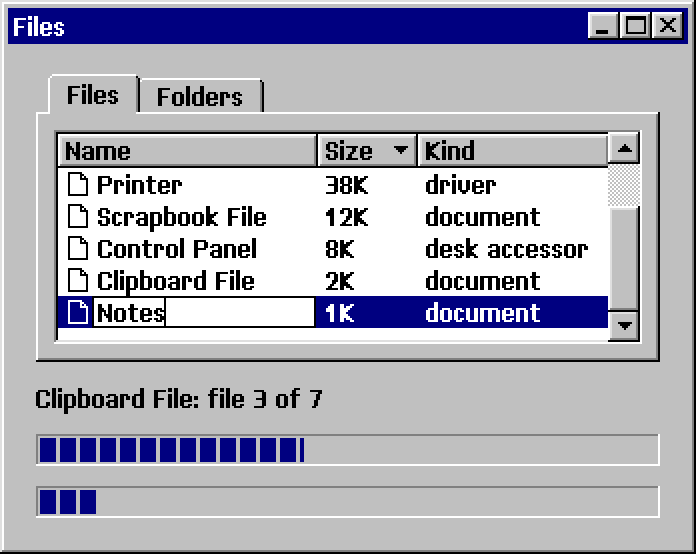 Files
Files Folders
Name Size Kind
Printer 38K driver
Scrapbook File 12K document
Control Panel 8K desk accessor
Clipboard File 2K document
Notes 1K document
Clipboard File: file 3 of 7